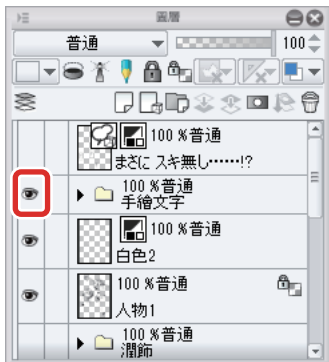 圖層
普通 100
100 %普通
まさに スキ無し……!?
100 %普通
手繪文字
100 %普通
白色2
100 %普通
人物1
100 %普通
潤飾